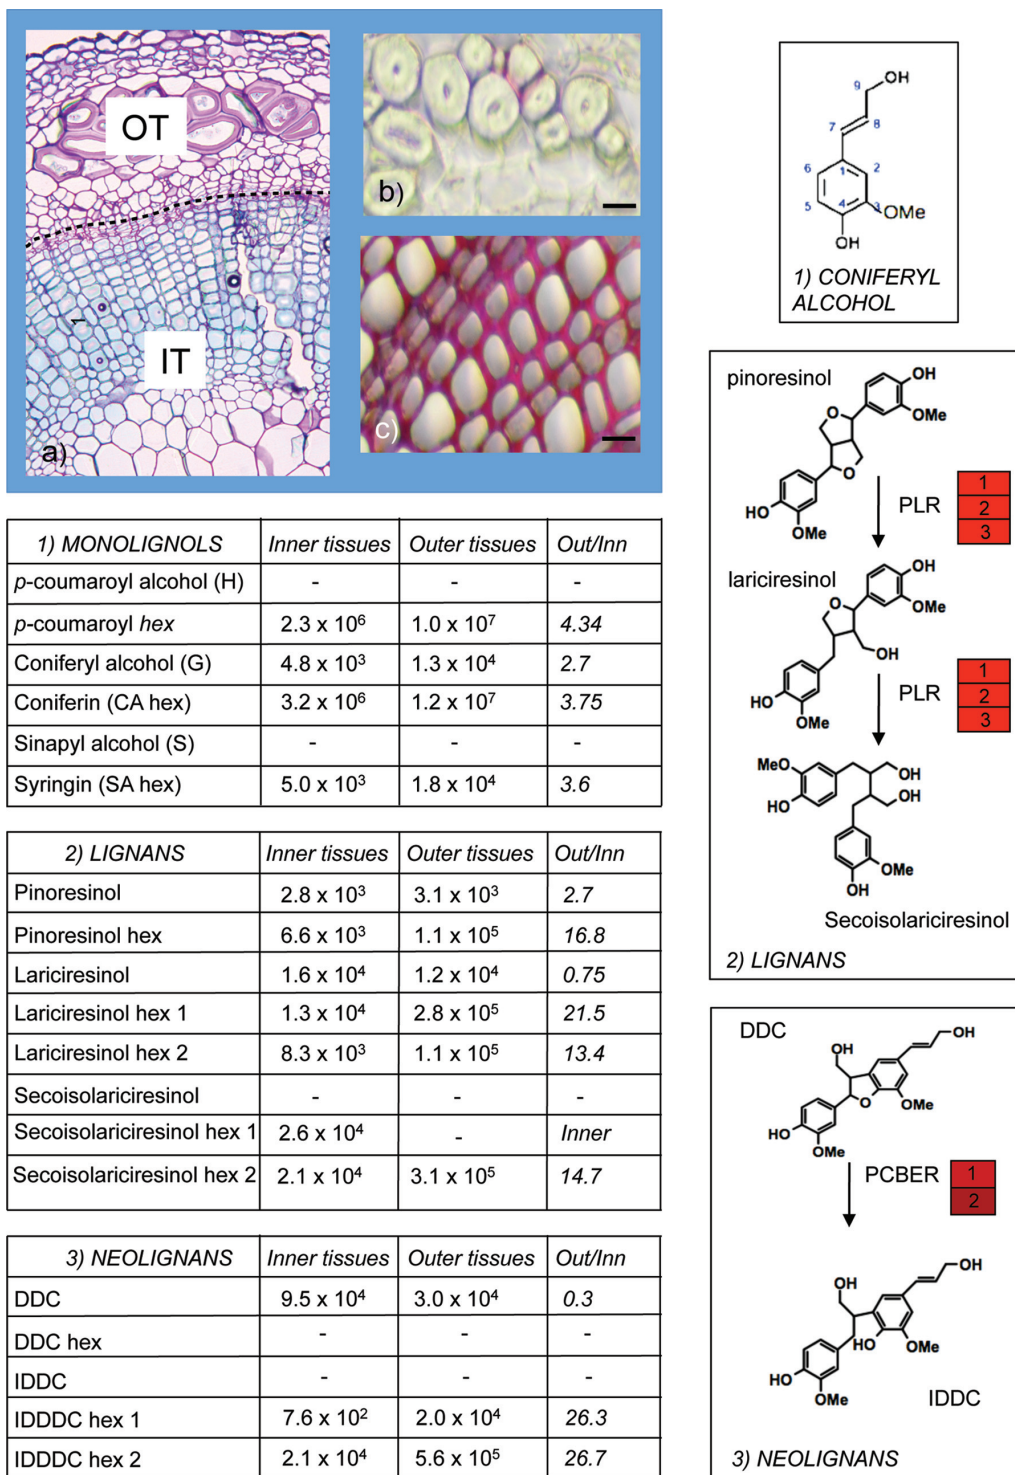 OT
IT
a)
b)
c)
1) MONOLIGNOLS Inner tissues Outer tissues Out/Inn
p-coumaroyl alcohol (H) - - -
p-coumaroyl hex 2.3 x 10⁶ 1.0 x 10⁷ 4.34
Coniferyl alcohol (G) 4.8 x 10³ 1.3 x 10⁴ 2.7
Coniferin (CA hex) 3.2 x 10⁶ 1.2 x 10⁷ 3.75
Sinapyl alcohol (S) - - -
Syringin (SA hex) 5.0 x 10³ 1.8 x 10⁴ 3.6
2) LIGNANS Inner tissues Outer tissues Out/Inn
Pinoresinol 2.8 x 10³ 3.1 x 10³ 2.7
Pinoresinol hex 6.6 x 10³ 1.1 x 10⁵ 16.8
Lariciresinol 1.6 x 10⁴ 1.2 x 10⁴ 0.75
Lariciresinol hex 1 1.3 x 10⁴ 2.8 x 10⁵ 21.5
Lariciresinol hex 2 8.3 x 10³ 1.1 x 10⁵ 13.4
Secoisolariciresinol - - -
Secoisolariciresinol hex 1 2.6 x 10⁴ - Inner
Secoisolariciresinol hex 2 2.1 x 10⁴ 3.1 x 10⁵ 14.7
3) NEOLIGNANS Inner tissues Outer tissues Out/Inn
DDC 9.5 x 10⁴ 3.0 x 10⁴ 0.3
DDC hex - - -
IDDC - - -
IDDDC hex 1 7.6 x 10² 2.0 x 10⁴ 26.3
IDDDC hex 2 2.1 x 10⁴ 5.6 x 10⁵ 26.7
OH
9
7 8
6 1 2
5 4 3
OMe
OH
1) CONIFERYL
ALCOHOL
pinoresinol
OH
O
OMe
O
HO
OMe
PLR
1
2
3
lariciresinol
OH
O
OMe
OH
HO
OMe
PLR
1
2
3
MeO
OH
HO
OH
OMe
OH
Secoisolariciresinol
2) LIGNANS
DDC
OH
OH
O
OMe
HO
OMe
PCBER
1
2
OH
OH
HO
OMe
HO
OMe
IDDC
3) NEOLIGNANS